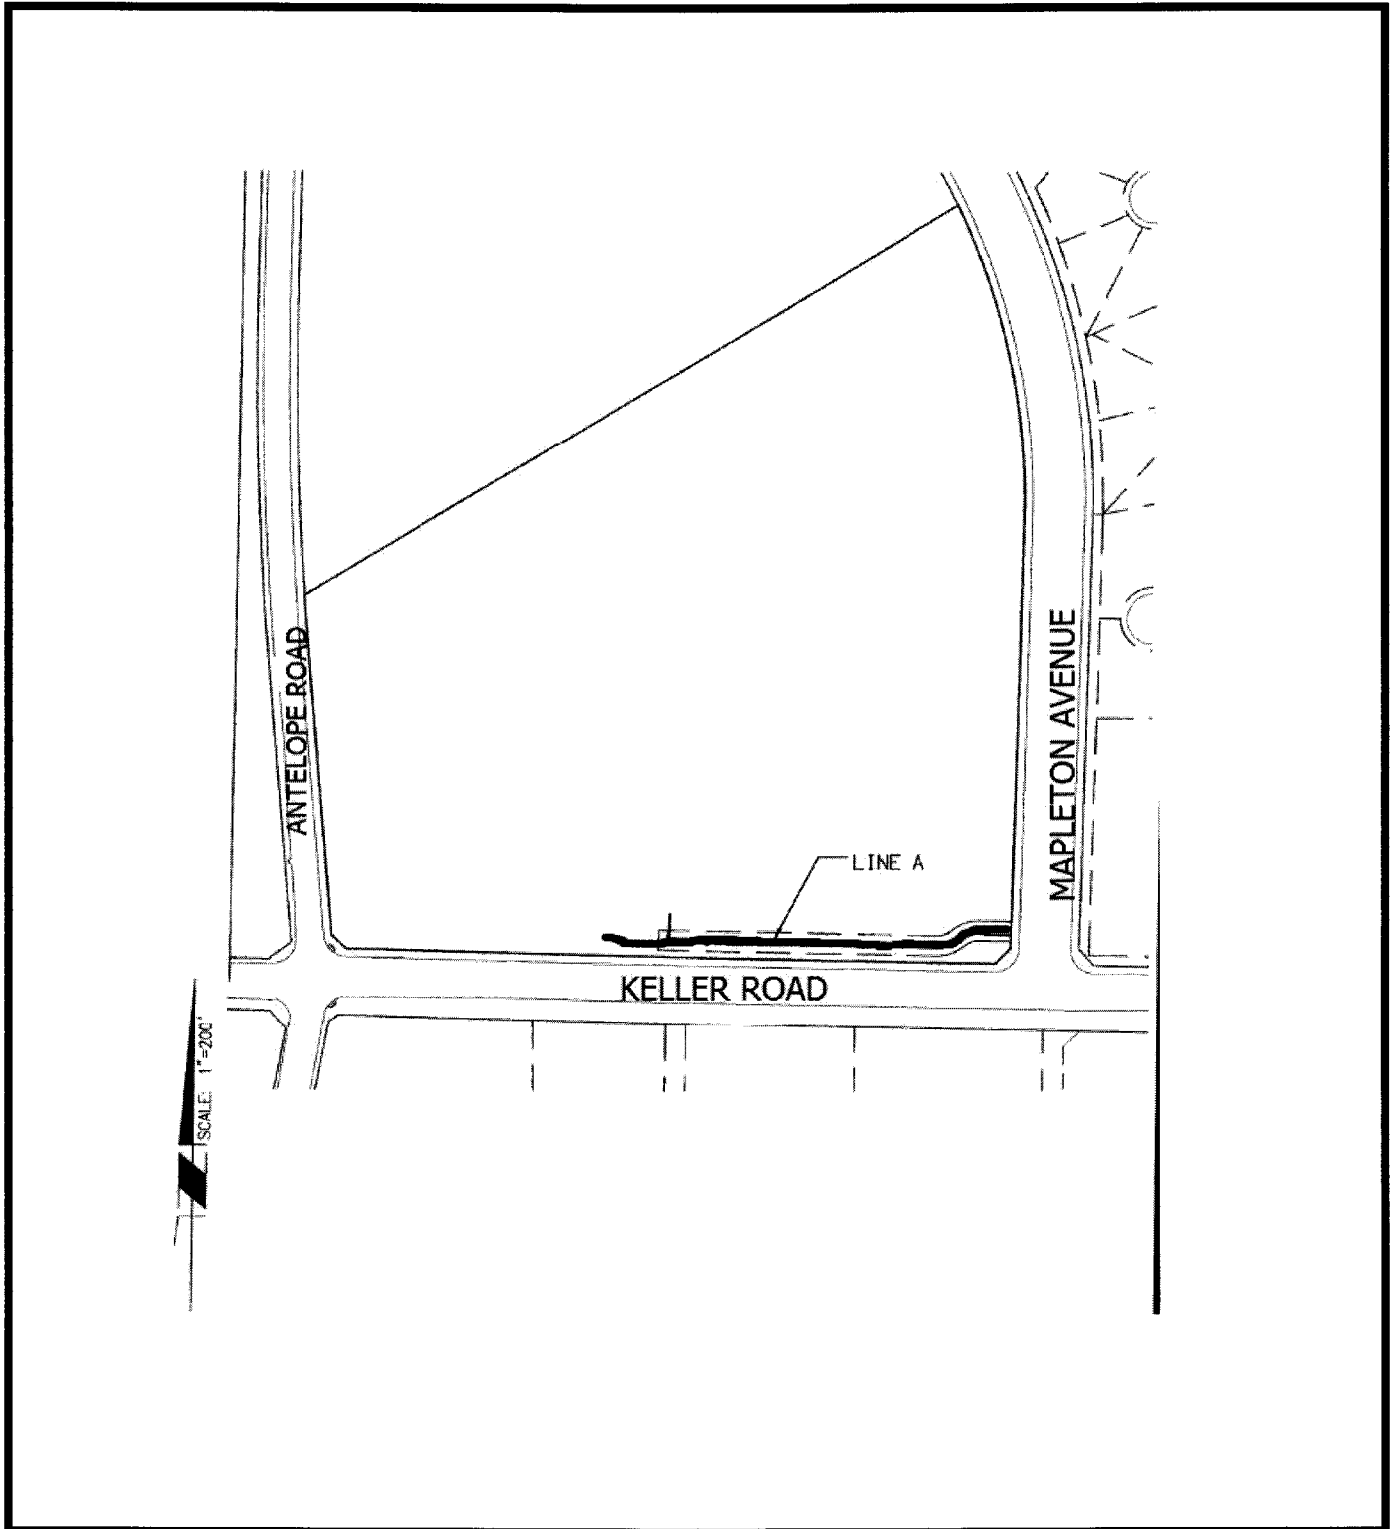 ANTELOPE ROAD
MAPLETON AVENUE
LINE A
KELLER ROAD
SCALE: 1"=200'